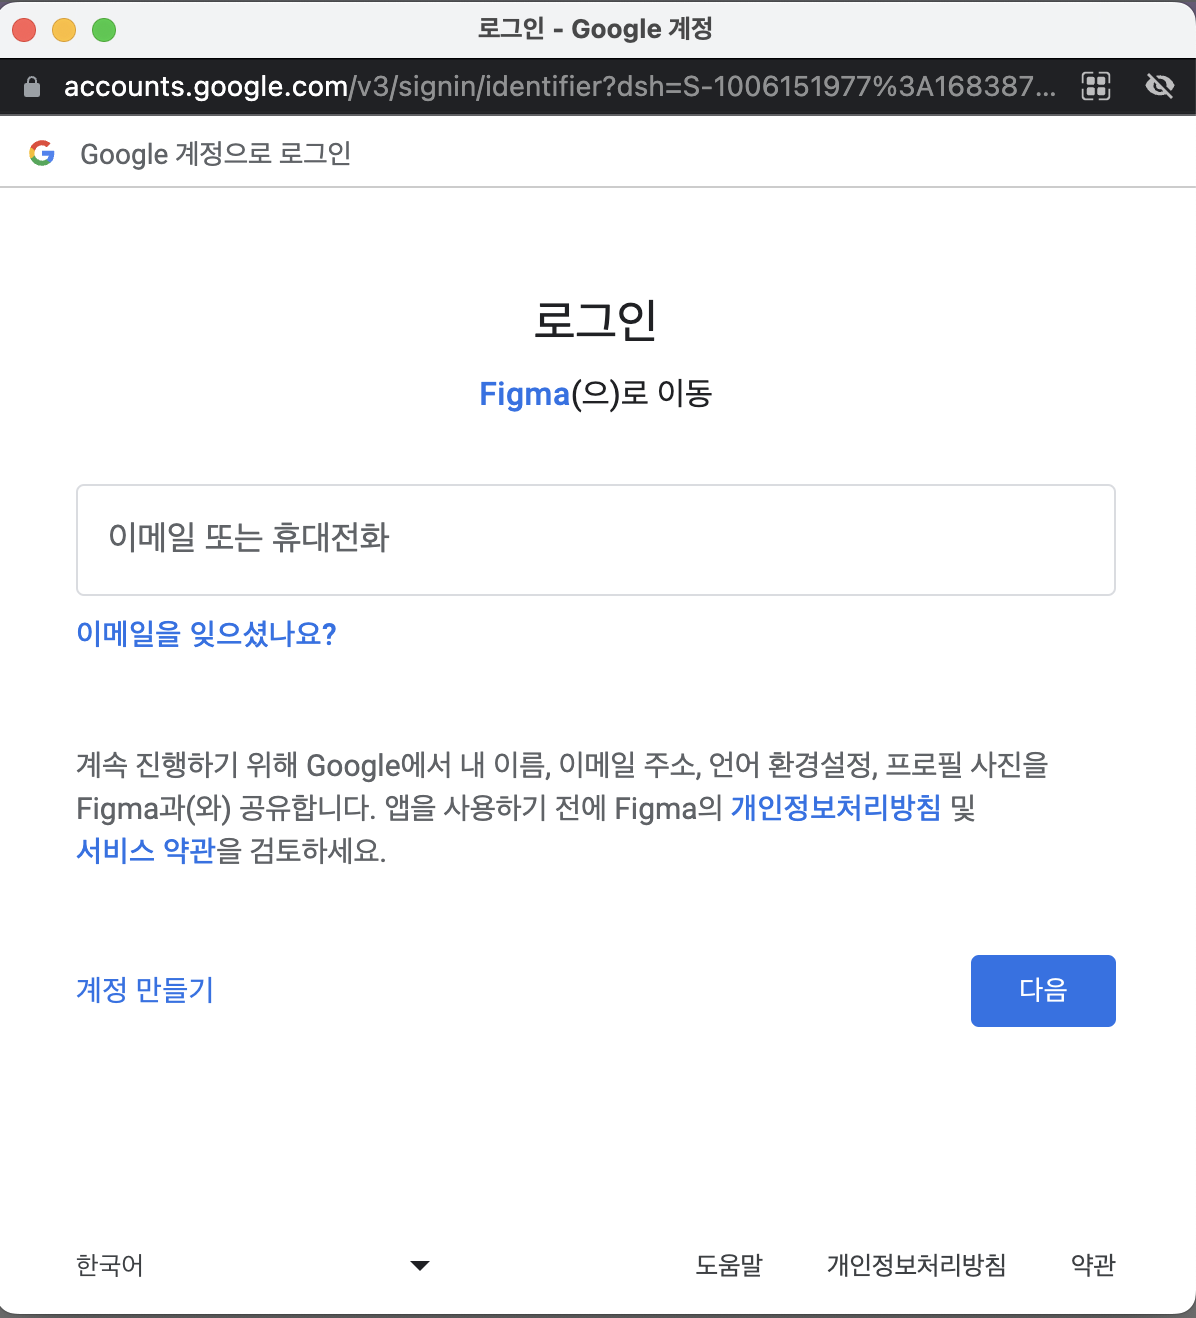 로그인 - Google 계정
accounts.google.com/v3/signin/identifier?dsh=S-1006151977%3A168387...
Google 계정으로 로그인
로그인
Figma(으)로 이동
이메일 또는 휴대전화
이메일을 잊으셨나요?
계속 진행하기 위해 Google에서 내 이름, 이메일 주소, 언어 환경설정, 프로필 사진을
Figma과(와) 공유합니다. 앱을 사용하기 전에 Figma의 개인정보처리방침 및
서비스 약관을 검토하세요.
계정 만들기
다음
한국어
도움말
개인정보처리방침
약관